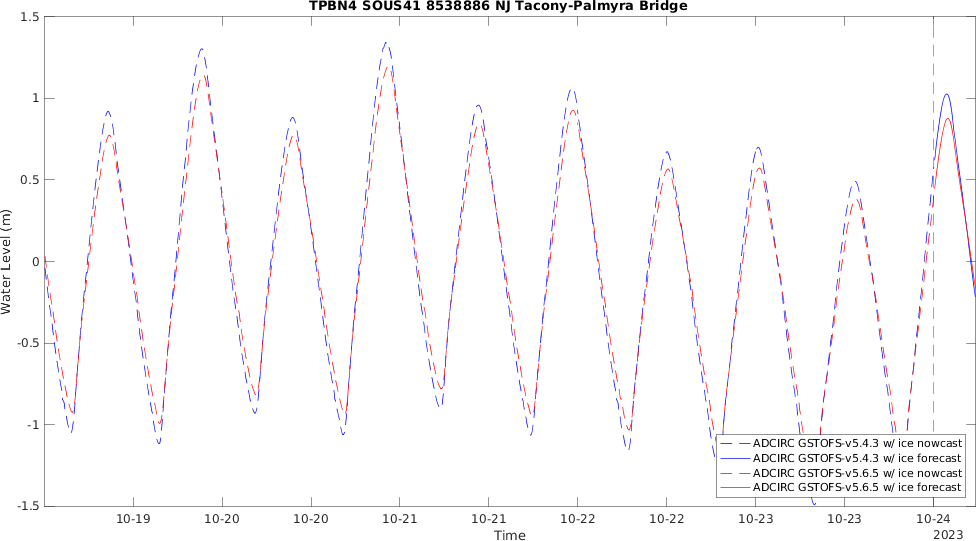 TPBN4 SOUS41 8538886 NJ Tacony-Palmyra Bridge
1.5
1
0.5
0
-0.5
-1
-1.5
Water Level (m)
ADCIRC GSTOFS-v5.4.3 w/ ice nowcast
ADCIRC GSTOFS-v5.4.3 w/ ice forecast
ADCIRC GSTOFS-v5.6.5 w/ ice nowcast
ADCIRC GSTOFS-v5.6.5 w/ ice forecast
10-19 10-20 10-20 10-21 10-21 10-22 10-22 10-23 10-23 10-24
Time
2023